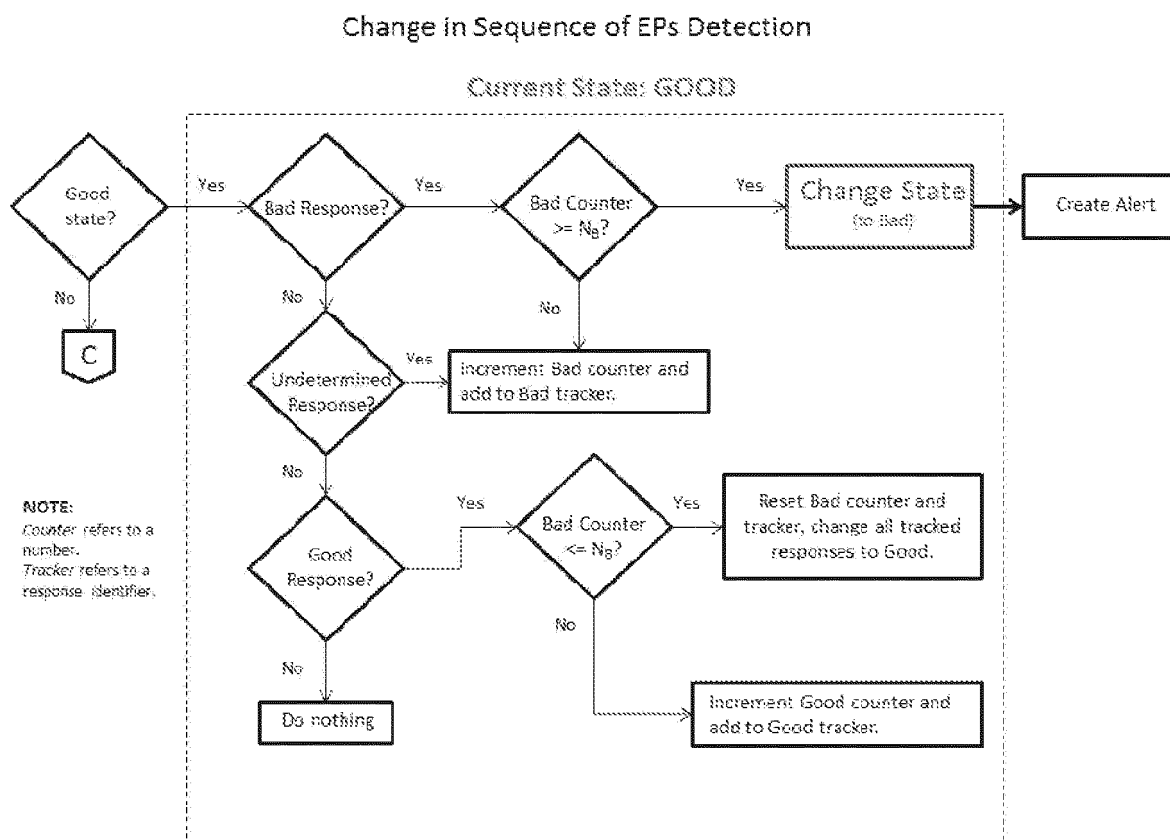 Change in Sequence of EPs Detection
Current State: GOOD
Good
state?
Yes
Bad Response?
Yes
Bad Counter
>= N_B?
Yes
Change State
(to Bad)
Create Alert
No
C
No
No
Undetermined
Response?
Yes
Increment Bad counter and
add to Bad tracker.
No
NOTE:
Counter refers to a
number.
Tracker refers to a
response identifier.
Good
Response?
Yes
Bad Counter
<= N_B?
Yes
Reset Bad counter and
tracker, change all tracked
responses to Good.
No
No
Do nothing
Increment Good counter and
add to Good tracker.